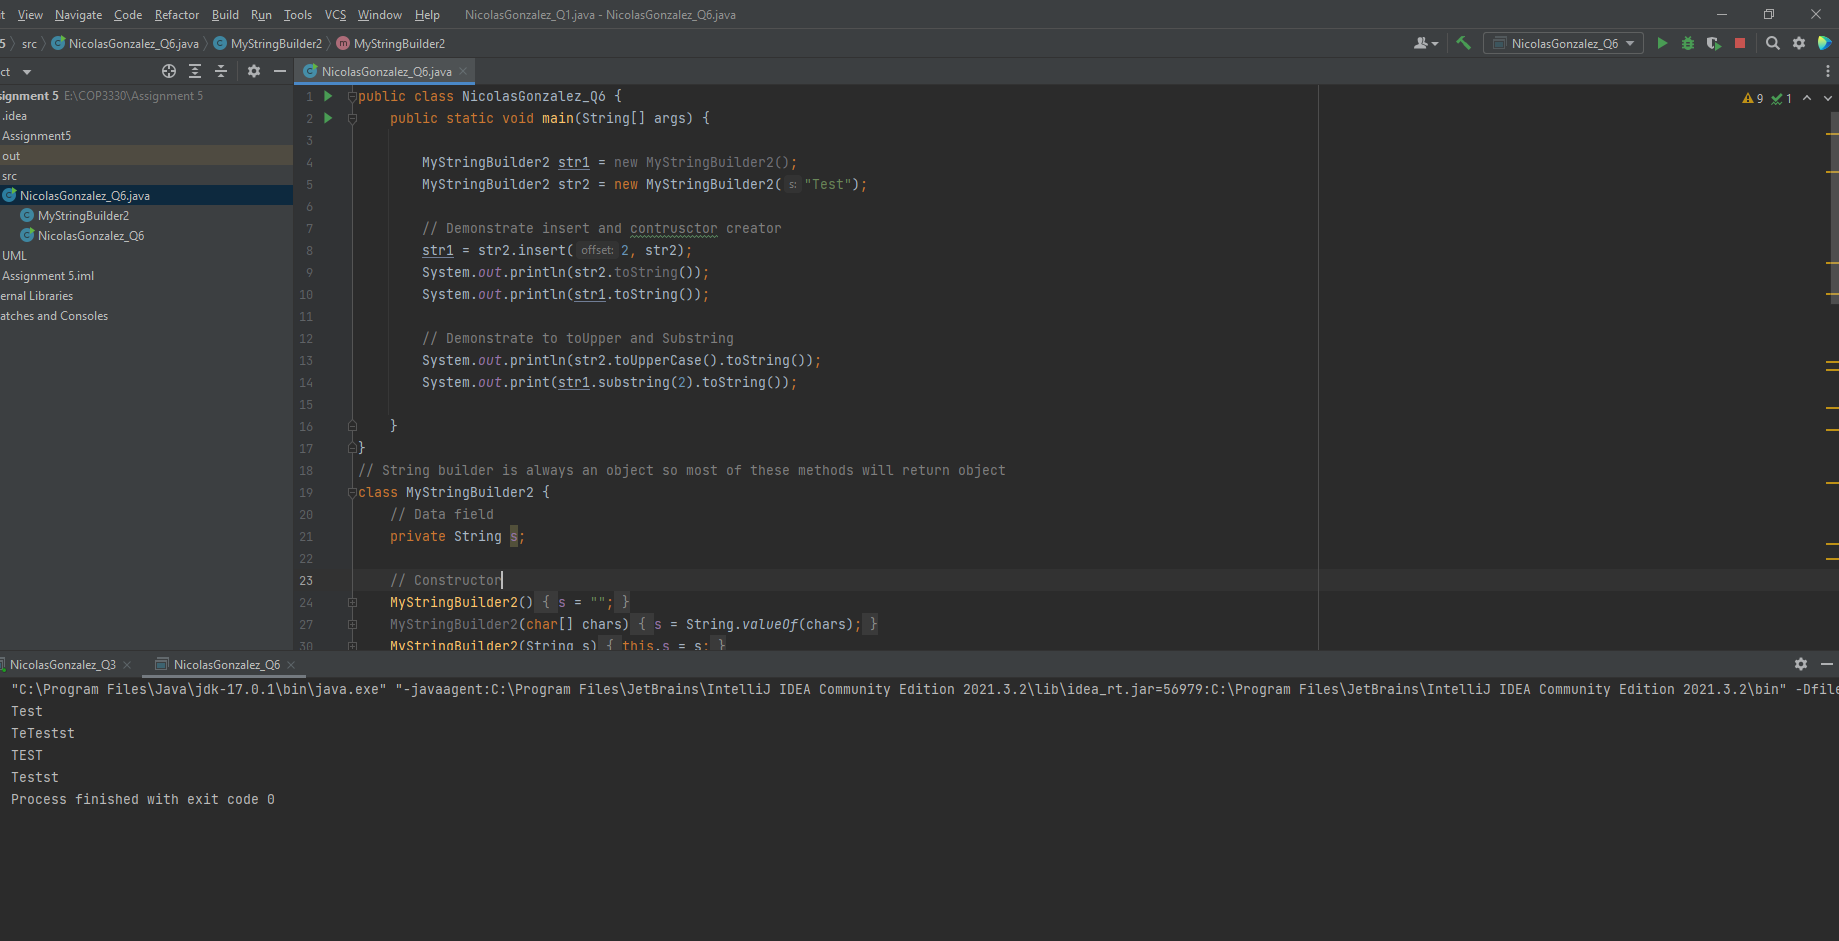 it View Navigate Code Refactor Build Run Tools VCS Window Help NicolasGonzalez_Q1.java - NicolasGonzalez_Q6.java
5 src NicolasGonzalez_Q6.java MyStringBuilder2 MyStringBuilder2 NicolasGonzalez_Q6
ct
NicolasGonzalez_Q6.java
signment 5 E:\COP3330\Assignment 5
.idea
Assignment5
out
src
NicolasGonzalez_Q6.java
MyStringBuilder2
NicolasGonzalez_Q6
UML
Assignment 5.iml
ernal Libraries
atches and Consoles
9 1
1 public class NicolasGonzalez_Q6 {
2 public static void main(String[] args) {
3
4 MyStringBuilder2 str1 = new MyStringBuilder2();
5 MyStringBuilder2 str2 = new MyStringBuilder2( s: "Test");
6
7 // Demonstrate insert and contrusctor creator
8 str1 = str2.insert( offset: 2, str2);
9 System.out.println(str2.toString());
10 System.out.println(str1.toString());
11
12 // Demonstrate to toUpper and Substring
13 System.out.println(str2.toUpperCase().toString());
14 System.out.print(str1.substring(2).toString());
15
16 }
17 }
18 // String builder is always an object so most of these methods will return object
19 class MyStringBuilder2 {
20 // Data field
21 private String s;
22
23 // Constructor
24 MyStringBuilder2() { s = ""; }
27 MyStringBuilder2(char[] chars) { s = String.valueOf(chars); }
30 MyStringBuilder2(String s) { this.s = s; }
NicolasGonzalez_Q3 NicolasGonzalez_Q6
"C:\Program Files\Java\jdk-17.0.1\bin\java.exe" "-javaagent:C:\Program Files\JetBrains\IntelliJ IDEA Community Edition 2021.3.2\lib\idea_rt.jar=56979:C:\Program Files\JetBrains\IntelliJ IDEA Community Edition 2021.3.2\bin" -Dfile
Test
TeTestst
TEST
Testst
Process finished with exit code 0